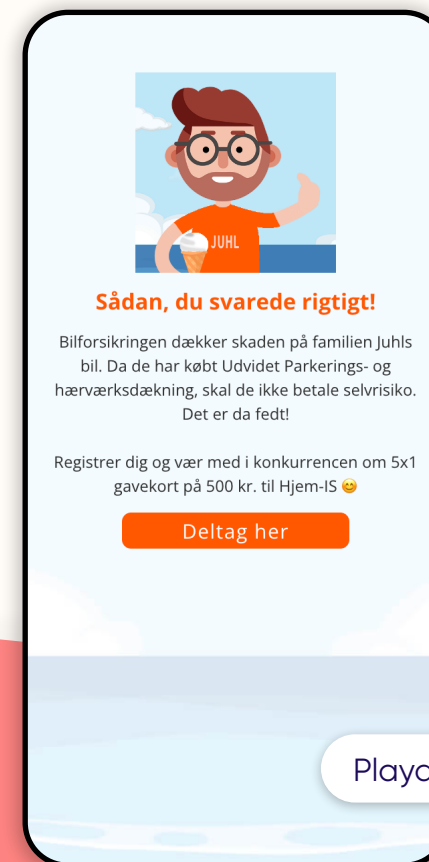 JUHL
Sådan, du svarede rigtigt!
Bilforsikringen dækker skaden på familien Juhls
bil. Da de har købt Udvidet Parkerings- og
hærværksdækning, skal de ikke betale selvrisiko.
Det er da fedt!
Registrer dig og vær med i konkurrencen om 5x1
gavekort på 500 kr. til Hjem-IS 😊
Deltag her